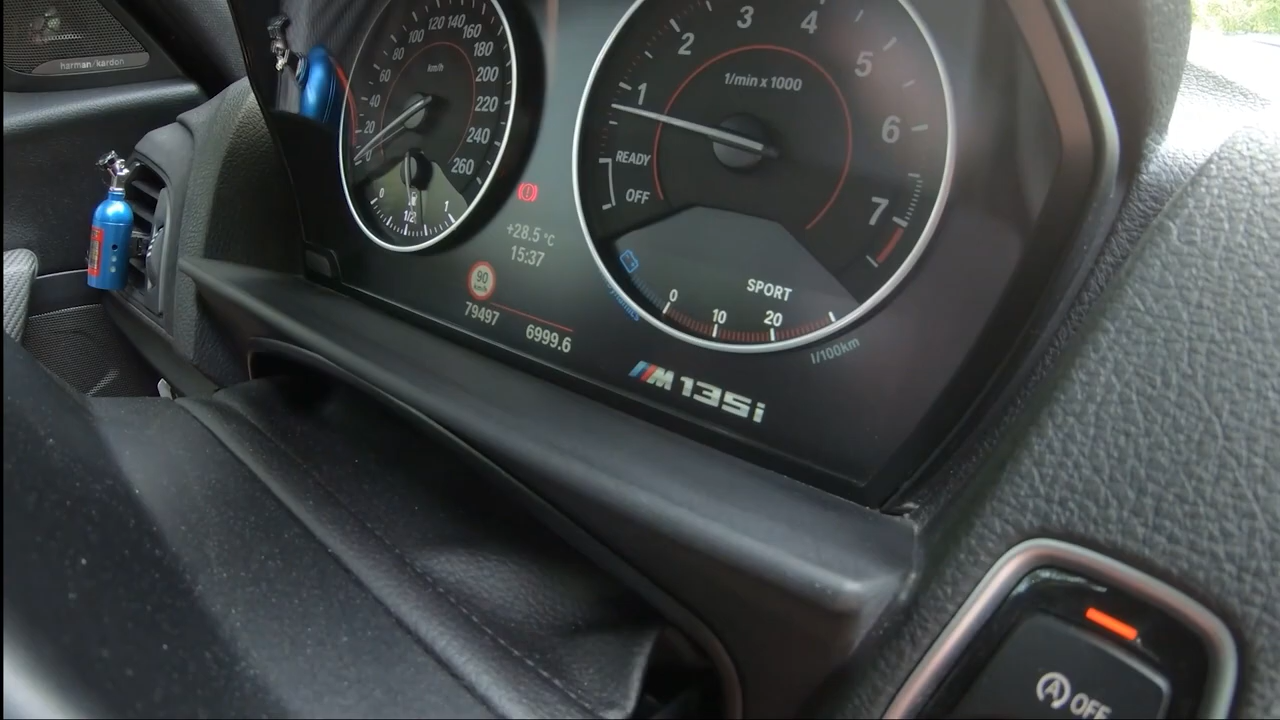 harman/kardon
0
20
40
60
80
100
120
140
160
180
200
220
240
260
km/h
0
1/2
1
+28.5 °C
15:37
90
km/h
79497
6999.6
1
2
3
4
5
6
7
1/min x 1000
READY
OFF
SPORT
0
10
20
l/100km
M135i
A OFF